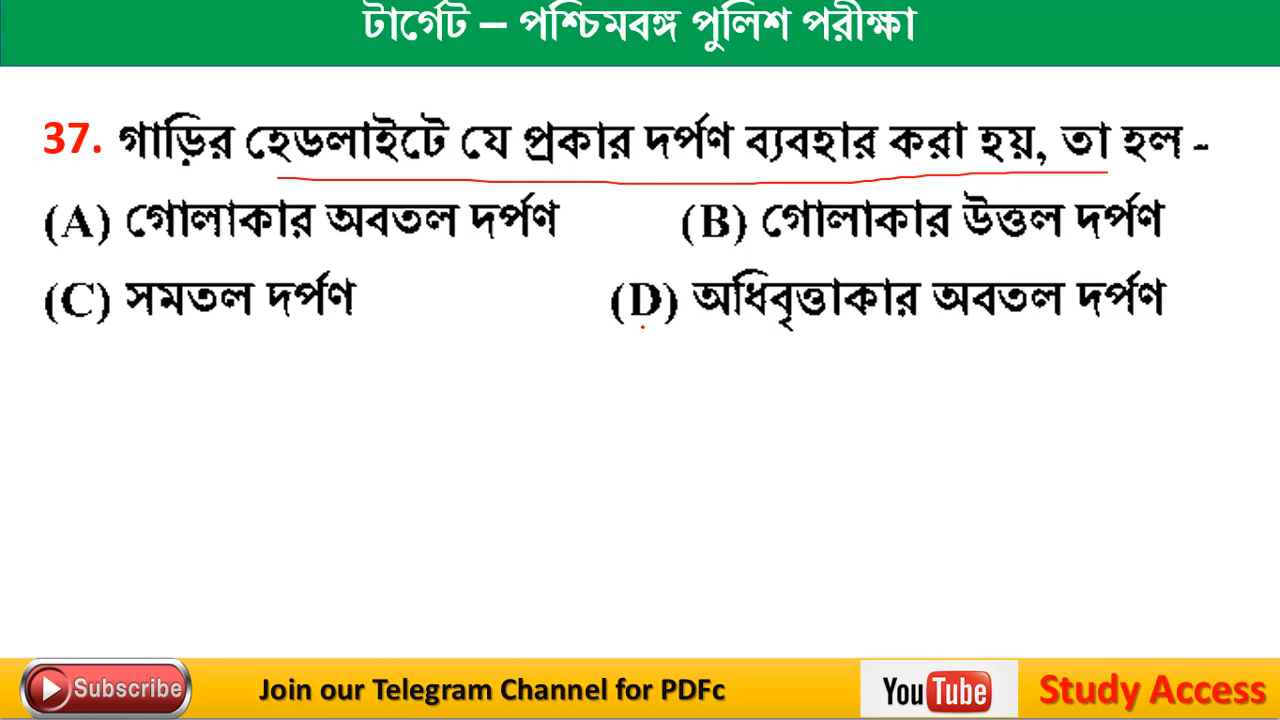 টার্গেট – পশ্চিমবঙ্গ পুলিশ পরীক্ষা
37. গাড়ির হেডলাইটে যে প্রকার দর্পণ ব্যবহার করা হয়, তা হল -
(A) গোলাকার অবতল দর্পণ (B) গোলাকার উত্তল দর্পণ
(C) সমতল দর্পণ (D) অধিবৃত্তাকার অবতল দর্পণ
Subscribe Join our Telegram Channel for PDFc YouTube Study Access